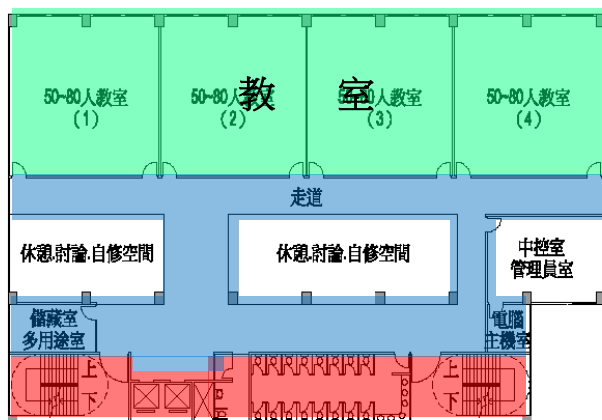 教 室
50~80人教室
(1)
50~80人教室
(2)
50~80人教室
(3)
50~80人教室
(4)
走道
休憩.討論.自修空間
休憩.討論.自修空間
中控室
管理員室
儲藏室
多用途室
電腦
主機室
上
下
上
下